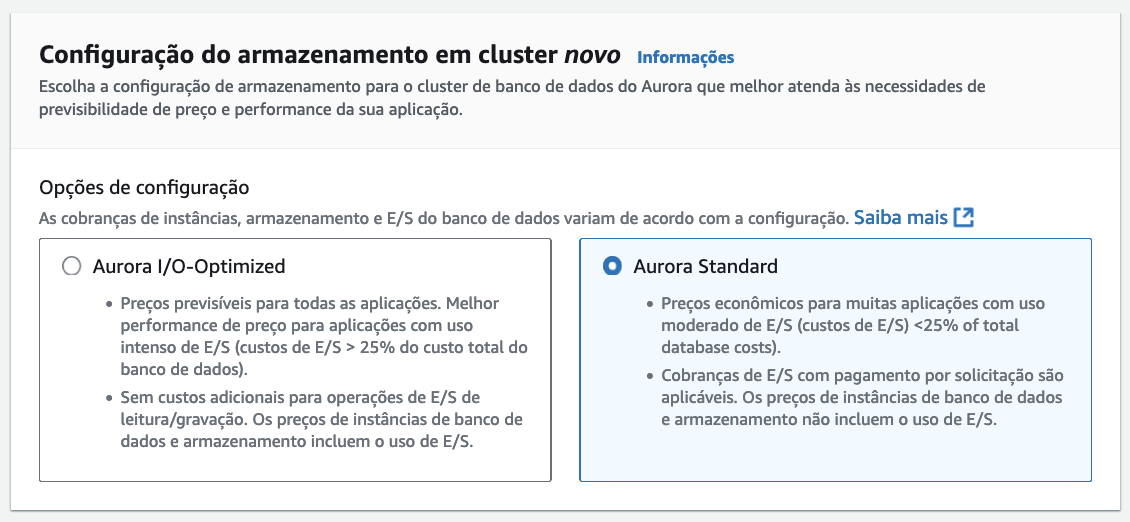 Configuração do armazenamento em cluster novo Informações
Escolha a configuração de armazenamento para o cluster de banco de dados do Aurora que melhor atenda às necessidades de
previsibilidade de preço e performance da sua aplicação.
Opções de configuração
As cobranças de instâncias, armazenamento e E/S do banco de dados variam de acordo com a configuração. Saiba mais
Aurora I/O-Optimized
• Preços previsíveis para todas as aplicações. Melhor
performance de preço para aplicações com uso
intenso de E/S (custos de E/S > 25% do custo total do
banco de dados).
• Sem custos adicionais para operações de E/S de
leitura/gravação. Os preços de instâncias de banco de
dados e armazenamento incluem o uso de E/S.
Aurora Standard
• Preços econômicos para muitas aplicações com uso
moderado de E/S (custos de E/S) <25% of total
database costs).
• Cobranças de E/S com pagamento por solicitação são
aplicáveis. Os preços de instâncias de banco de dados
e armazenamento não incluem o uso de E/S.